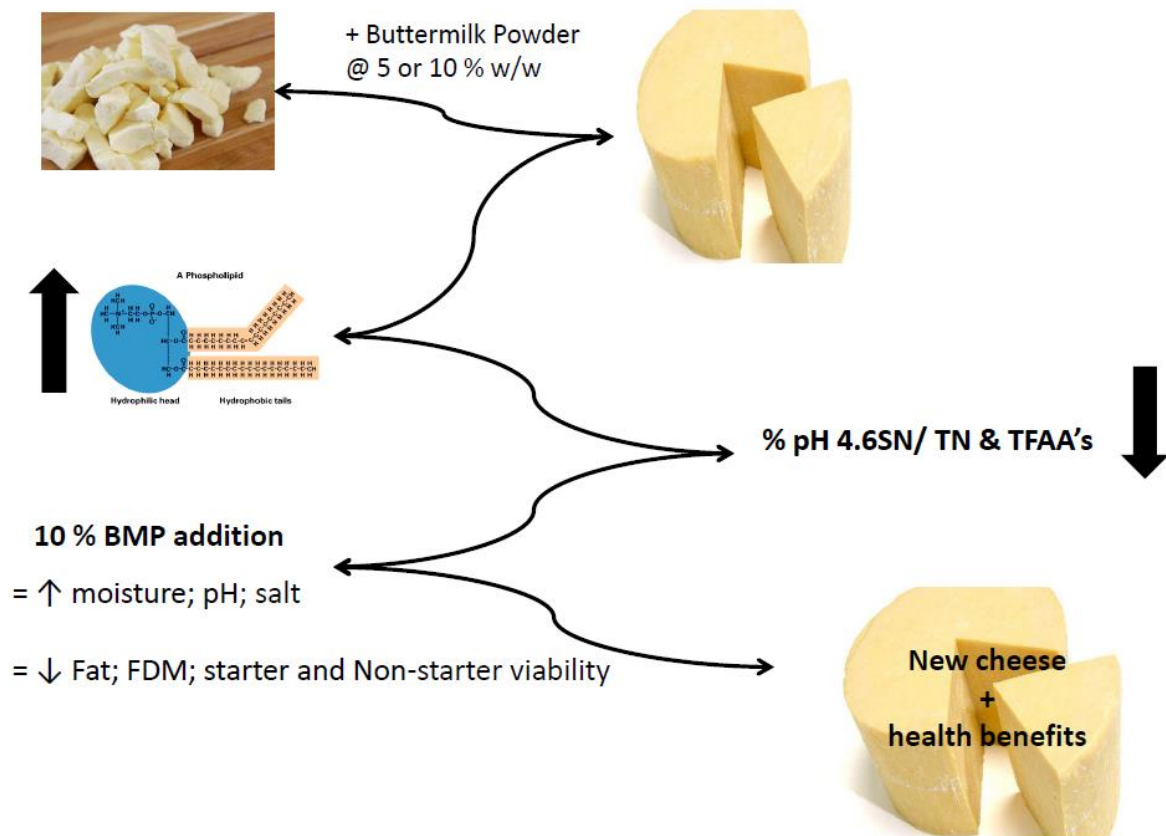 + Buttermilk Powder
@ 5 or 10 % w/w
A Phospholipid
Hydrophilic head
Hydrophobic tails
% pH 4.6SN/ TN & TFAA’s
10 % BMP addition
= ↑ moisture; pH; salt
= ↓ Fat; FDM; starter and Non-starter viability
New cheese
+
health benefits